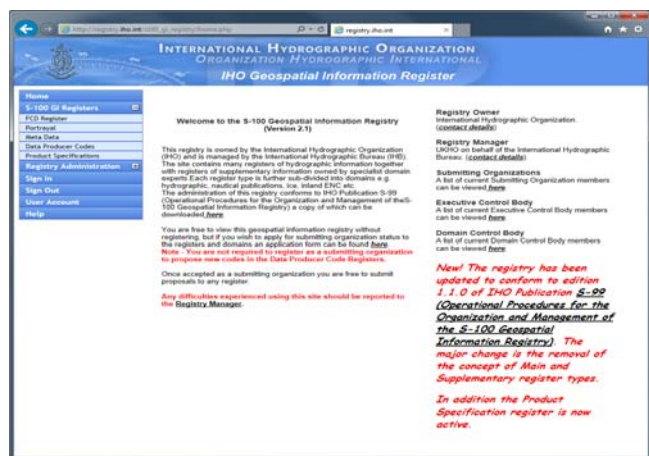 http://registry.iho.int/s100_gi_registry/home.php
registry.iho.int
INTERNATIONAL HYDROGRAPHIC ORGANIZATION
ORGANIZATION HYDROGRAPHIC INTERNATIONAL
IHO Geospatial Information Register
Home
S-100 GI Registers
FCD Register
Portrayal
Meta Data
Data Producer Codes
Product Specifications
Registry Administration
Sign In
Sign Out
User Account
Help
Welcome to the S-100 Geospatial Information Registry
(Version 2.1)
This registry is owned by the International Hydrographic Organization
(IHO) and is managed by the International Hydrographic Bureau (IHB).
The site contains many registers of hydrographic information together
with registers of supplementary information owned by specialist domain
experts Each register type is further sub-divided into domains e.g.
hydrographic, nautical publications, ice, Inland ENC etc.
The administration of this registry conforms to IHO Publication S-99
(Operational Procedures for the Organization and Management of theS-
100 Geospatial Information Registry) a copy of which can be
downloaded here.
You are free to view this geospatial information registry without
registering, but if you wish to apply for submitting organization status to
the registers and domains an application form can be found here
Note - You are not required to register as a submitting organization
to propose new codes in the Data Producer Code Registers.
Once accepted as a submitting organization you are free to submit
proposals to any register.
Any difficulties experienced using this site should be reported to
the Registry Manager.
Registry Owner
International Hydrographic Organization.
(contact details)
Registry Manager
UKHO on behalf of the International Hydrographic
Bureau. (contact details)
Submitting Organizations
A list of current Submitting Organization members
can be viewed here
Executive Control Body
A list of current Executive Control Body members
can be viewed here
Domain Control Body
A list of current Domain Control Body members
can be viewed here
New! The registry has been
updated to conform to edition
1.1.0 of IHO Publication S-99
(Operational Procedures for the
Organization and Management of
the S-100 Geospatial
Information Registry). The
major change is the removal of
the concept of Main and
Supplementary register types.
In addition the Product
Specification register is now
active.